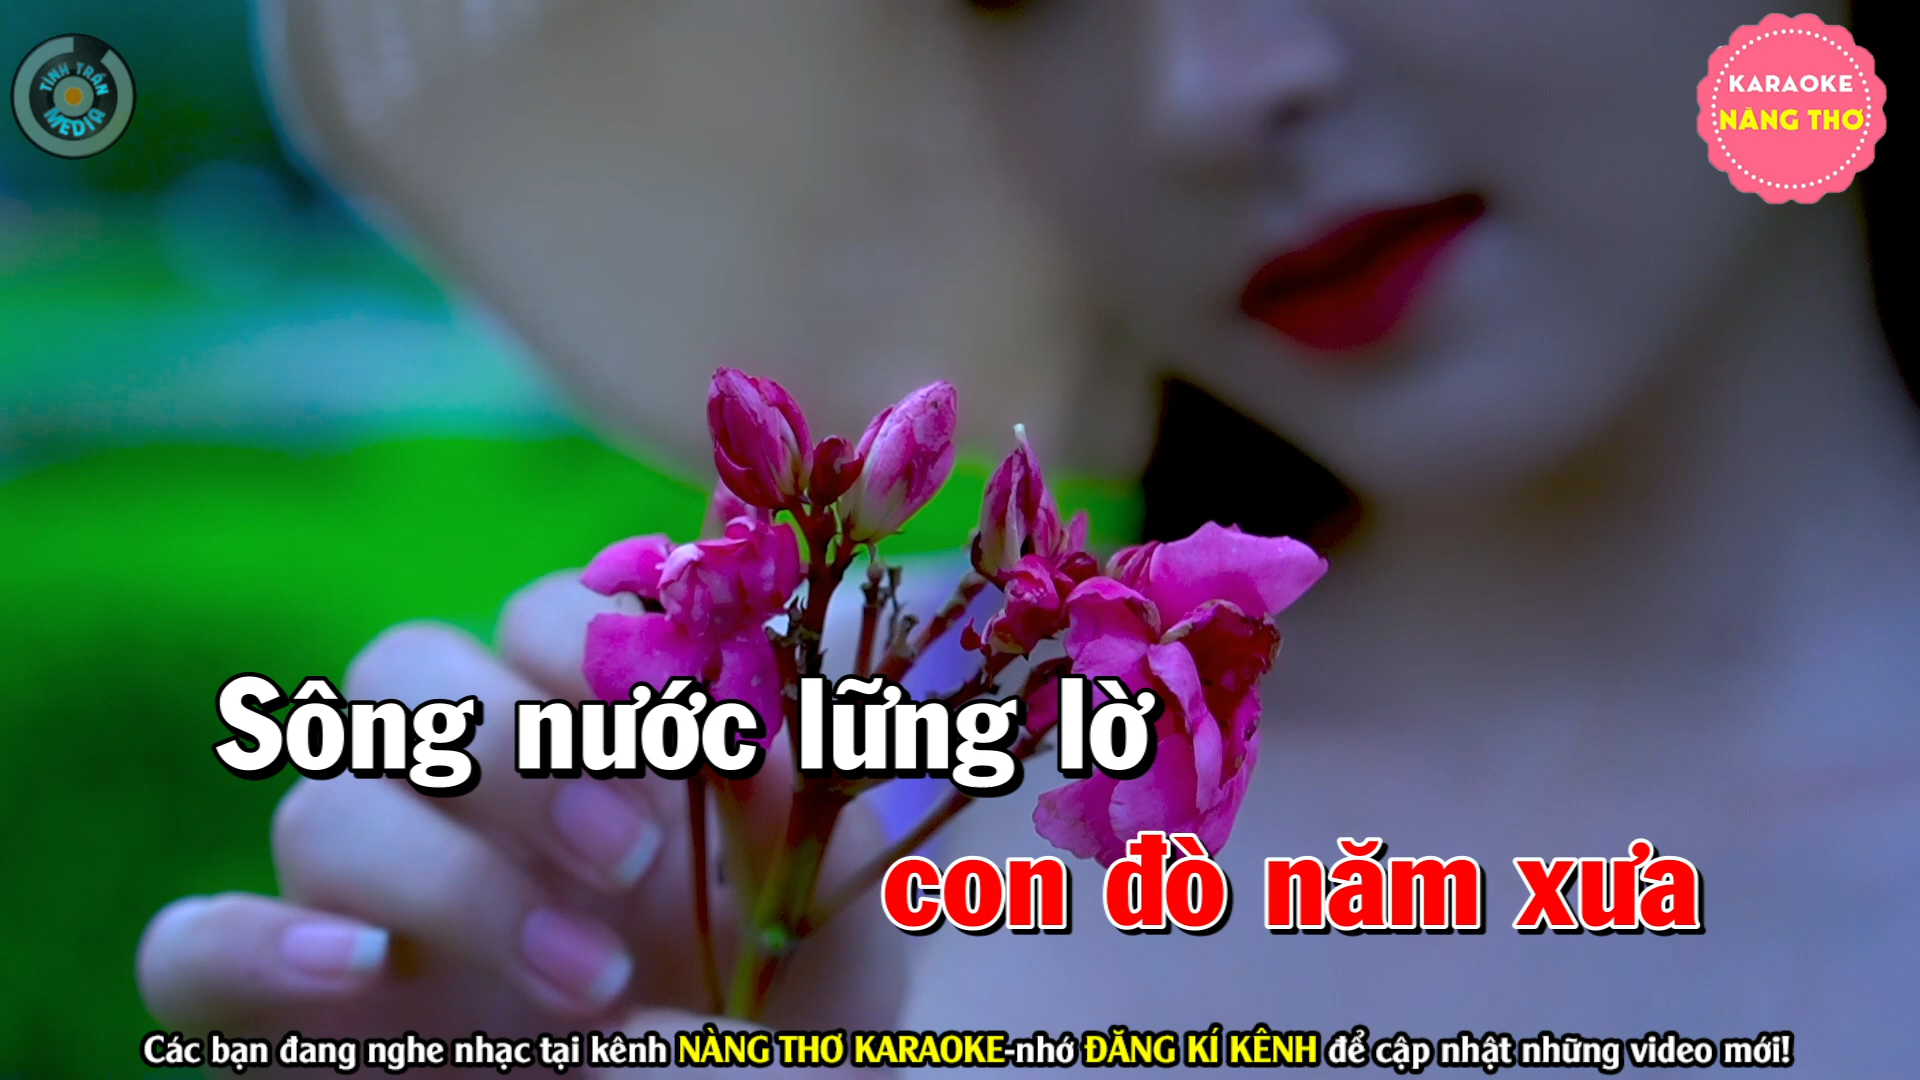 TÌNH TRẦN
MEDIA
KARAOKE
NÀNG THƠ
Sông nước lững lờ
con đò năm xưa
Các bạn đang nghe nhạc tại kênh NÀNG THƠ KARAOKE-nhớ ĐĂNG KÍ KÊNH để cập nhật những video mới!